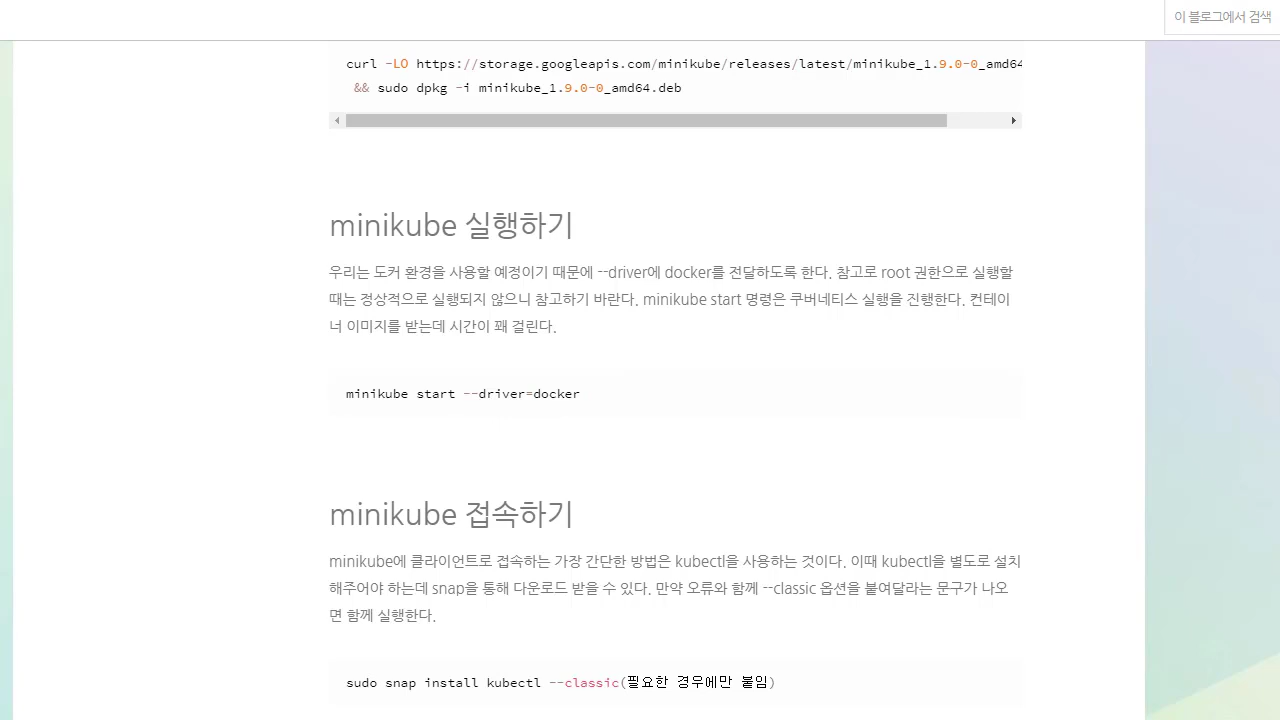 이 블로그에서 검색
curl -LO https://storage.googleapis.com/minikube/releases/latest/minikube_1.9.0-0_amd64
&& sudo dpkg -i minikube_1.9.0-0_amd64.deb
minikube 실행하기
우리는 도커 환경을 사용할 예정이기 때문에 --driver에 docker를 전달하도록 한다. 참고로 root 권한으로 실행할
때는 정상적으로 실행되지 않으니 참고하기 바란다. minikube start 명령은 쿠버네티스 실행을 진행한다. 컨테이
너 이미지를 받는데 시간이 꽤 걸린다.
minikube start --driver=docker
minikube 접속하기
minikube에 클라이언트로 접속하는 가장 간단한 방법은 kubectl을 사용하는 것이다. 이때 kubectl을 별도로 설치
해주어야 하는데 snap을 통해 다운로드 받을 수 있다. 만약 오류와 함께 --classic 옵션을 붙여달라는 문구가 나오
면 함께 실행한다.
sudo snap install kubectl --classic(필요한 경우에만 붙임)